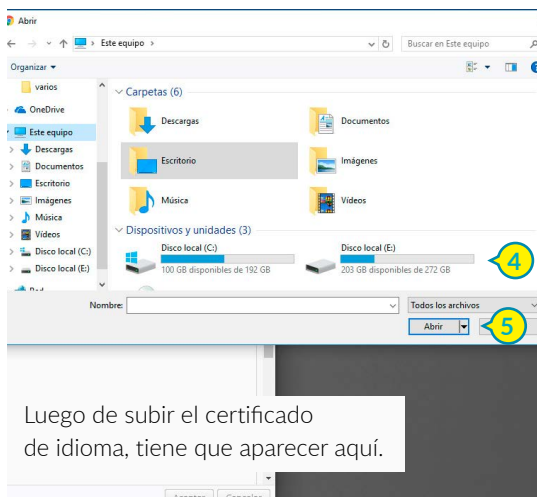 Abrir
Este equipo
Buscar en Este equipo
Organizar
varios
OneDrive
Este equipo
Descargas
Documentos
Escritorio
Imágenes
Música
Vídeos
Disco local (C:)
Disco local (E:)
Red
Carpetas (6)
Descargas
Documentos
Escritorio
Imágenes
Música
Vídeos
Dispositivos y unidades (3)
Disco local (C:)
100 GB disponibles de 192 GB
Disco local (E:)
203 GB disponibles de 272 GB
4
Nombre:
Todos los archivos
Abrir
5
Luego de subir el certificado
de idioma, tiene que aparecer aquí.
Aceptar
Cancelar